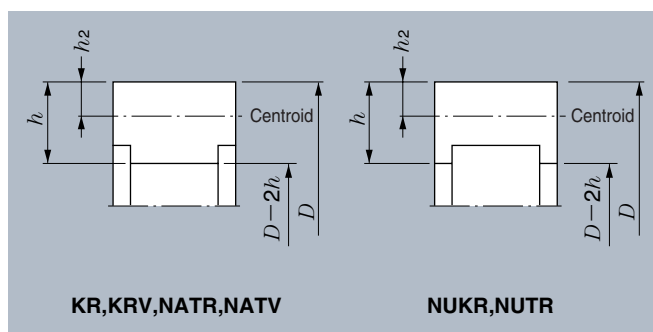 h2
h
Centroid
D−2h
D
KR,KRV,NATR,NATV
h2
h
Centroid
D−2h
D
NUKR,NUTR